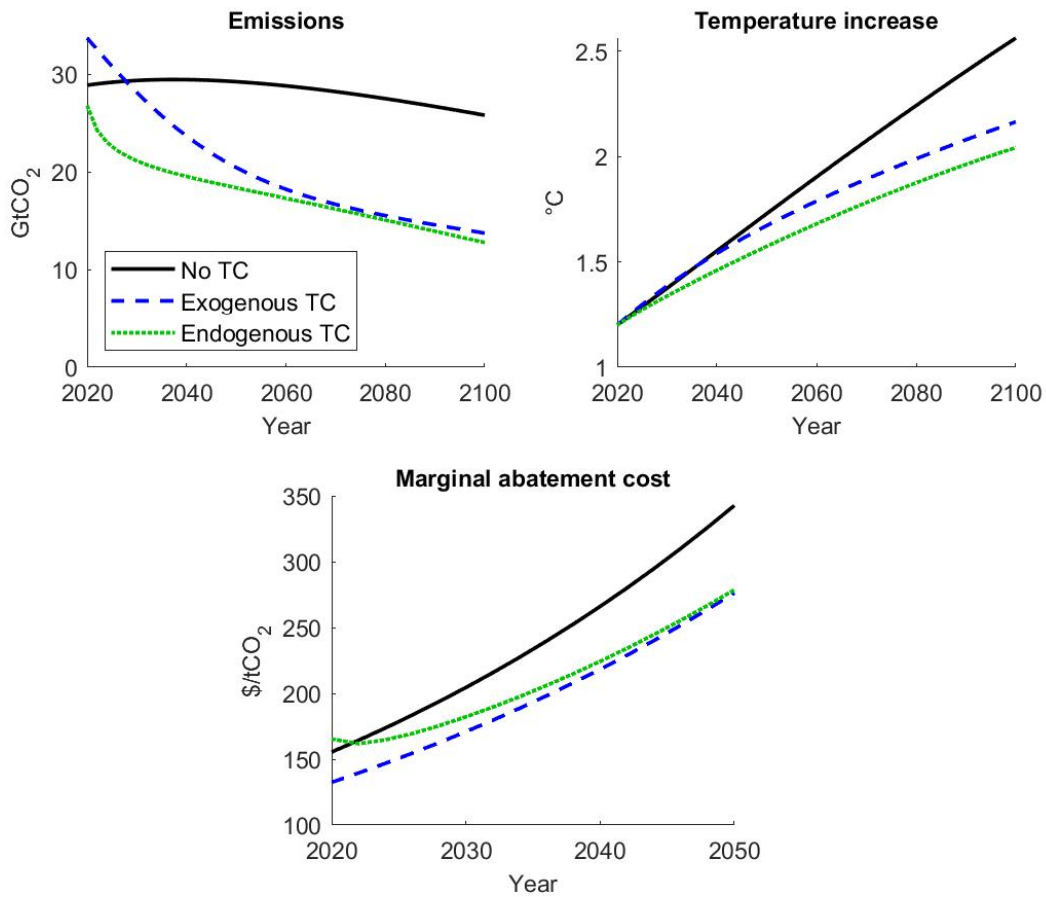 Emissions
GtCO2
30
20
10
0
2020 2040 2060 2080 2100
Year
No TC
Exogenous TC
Endogenous TC
Temperature increase
°C
2.5
2
1.5
1
2020 2040 2060 2080 2100
Year
Marginal abatement cost
$/tCO2
350
300
250
200
150
100
2020 2030 2040 2050
Year